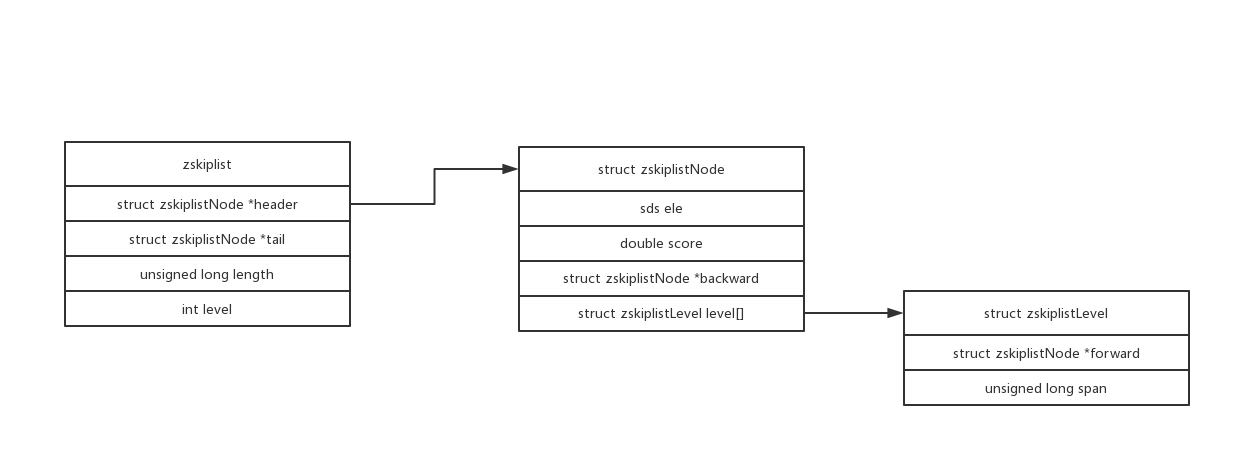 zskiplist
struct zskiplistNode *header
struct zskiplistNode *tail
unsigned long length
int level
struct zskiplistNode
sds ele
double score
struct zskiplistNode *backward
struct zskiplistLevel level[]
struct zskiplistLevel
struct zskiplistNode *forward
unsigned long span